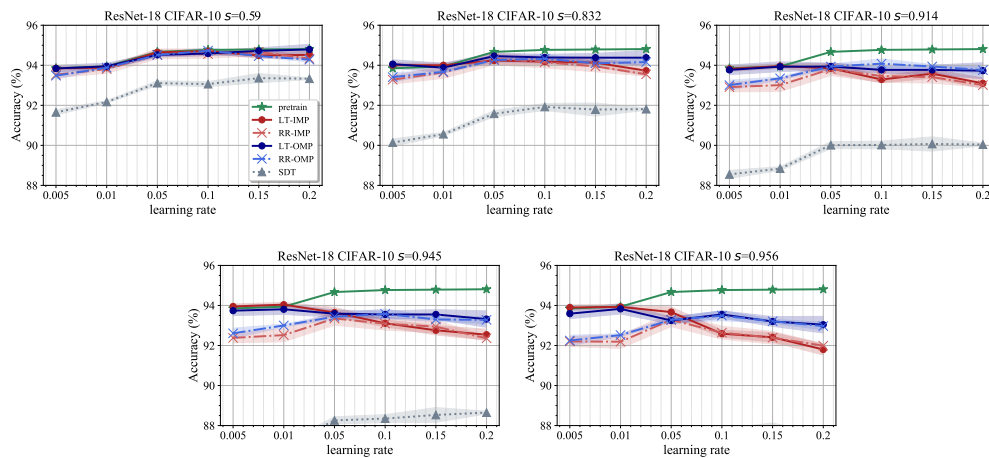 ResNet-18 CIFAR-10 s=0.59
96
94
92
90
88
Accuracy (%)
0.005 0.01 0.05 0.1 0.15 0.2
learning rate
pretrain
LT-IMP
RR-IMP
LT-OMP
RR-OMP
SDT
ResNet-18 CIFAR-10 s=0.832
96
94
92
90
88
Accuracy (%)
0.005 0.01 0.05 0.1 0.15 0.2
learning rate
ResNet-18 CIFAR-10 s=0.914
96
94
92
90
88
Accuracy (%)
0.005 0.01 0.05 0.1 0.15 0.2
learning rate
ResNet-18 CIFAR-10 s=0.945
96
94
92
90
88
Accuracy (%)
0.005 0.01 0.05 0.1 0.15 0.2
learning rate
ResNet-18 CIFAR-10 s=0.956
96
94
92
90
88
Accuracy (%)
0.005 0.01 0.05 0.1 0.15 0.2
learning rate